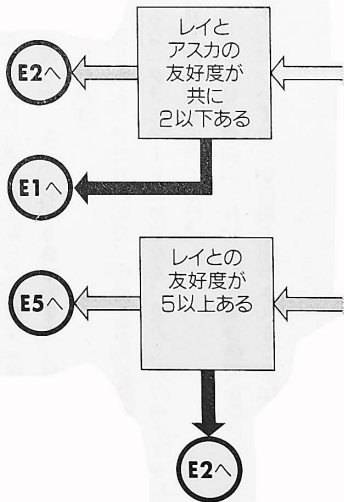 レイと
アスカの
友好度が
共に
2以下ある
E2へ
E1へ
レイとの
友好度が
5以上ある
E5へ
E2へ